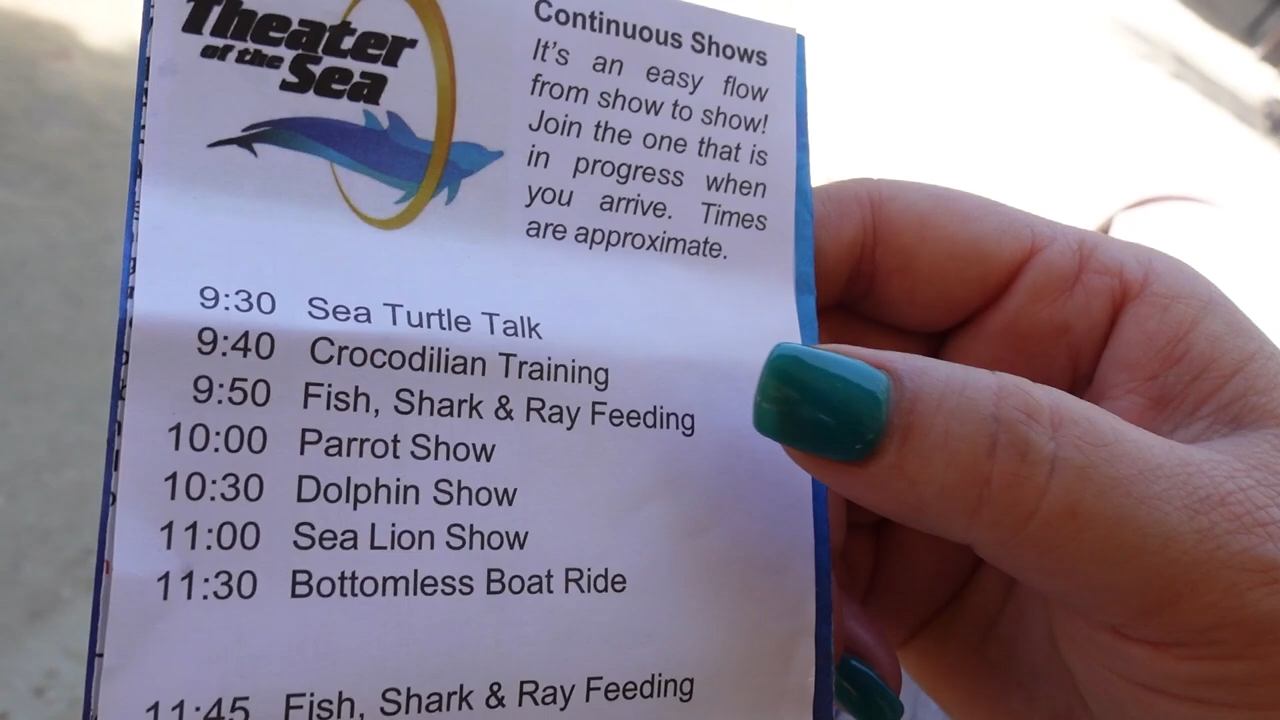 Theater
of the Sea
Continuous Shows
It's an easy flow
from show to show!
Join the one that is
in progress when
you arrive. Times
are approximate.
9:30 Sea Turtle Talk
9:40 Crocodilian Training
9:50 Fish, Shark & Ray Feeding
10:00 Parrot Show
10:30 Dolphin Show
11:00 Sea Lion Show
11:30 Bottomless Boat Ride
11:45 Fish, Shark & Ray Feeding